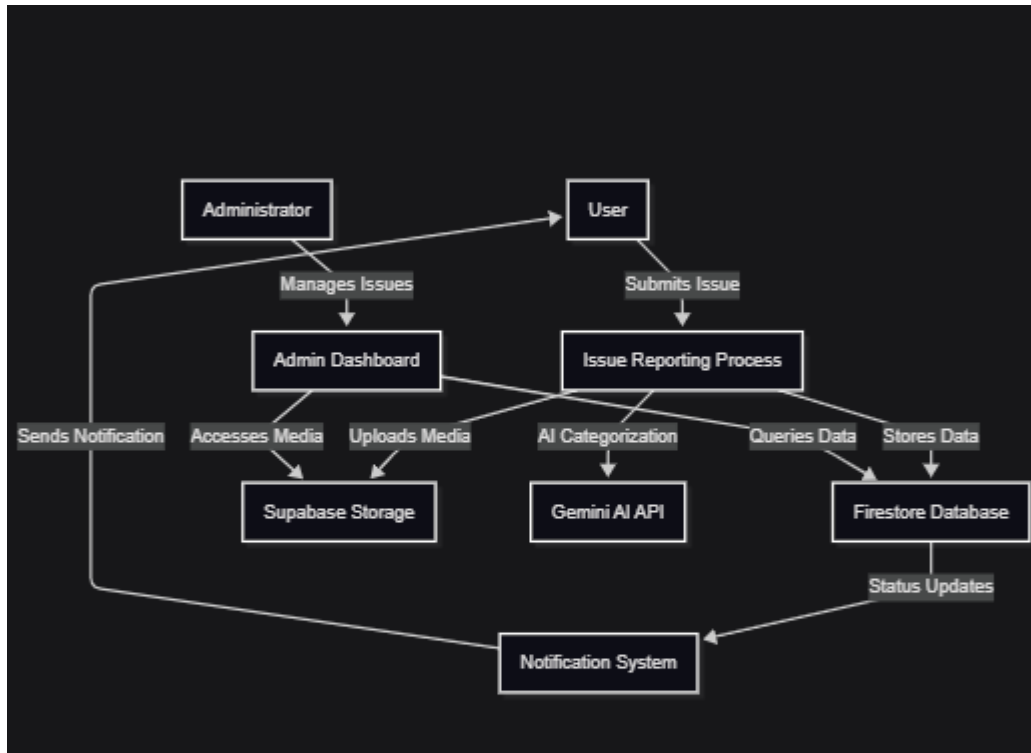 Administrator
User
Manages Issues
Submits Issue
Admin Dashboard
Issue Reporting Process
Sends Notification
Accesses Media
Uploads Media
AI Categorization
Queries Data
Stores Data
Supabase Storage
Gemini AI API
Firestore Database
Status Updates
Notification System